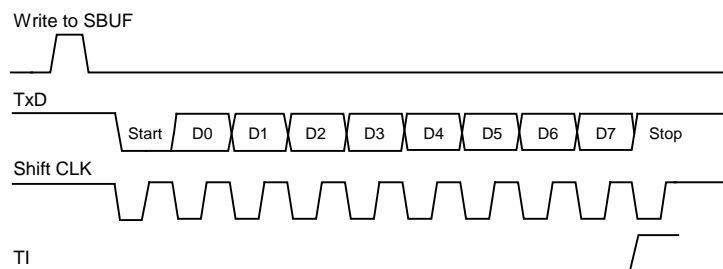 Write to SBUF
TxD
Start D0 D1 D2 D3 D4 D5 D6 D7 Stop
Shift CLK
TI